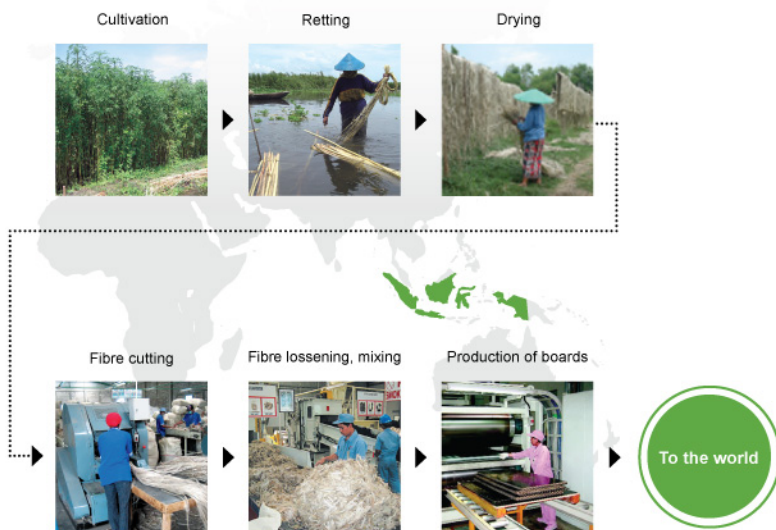 Cultivation
Retting
Drying
Fibre cutting
Fibre lossening, mixing
Production of boards
To the world